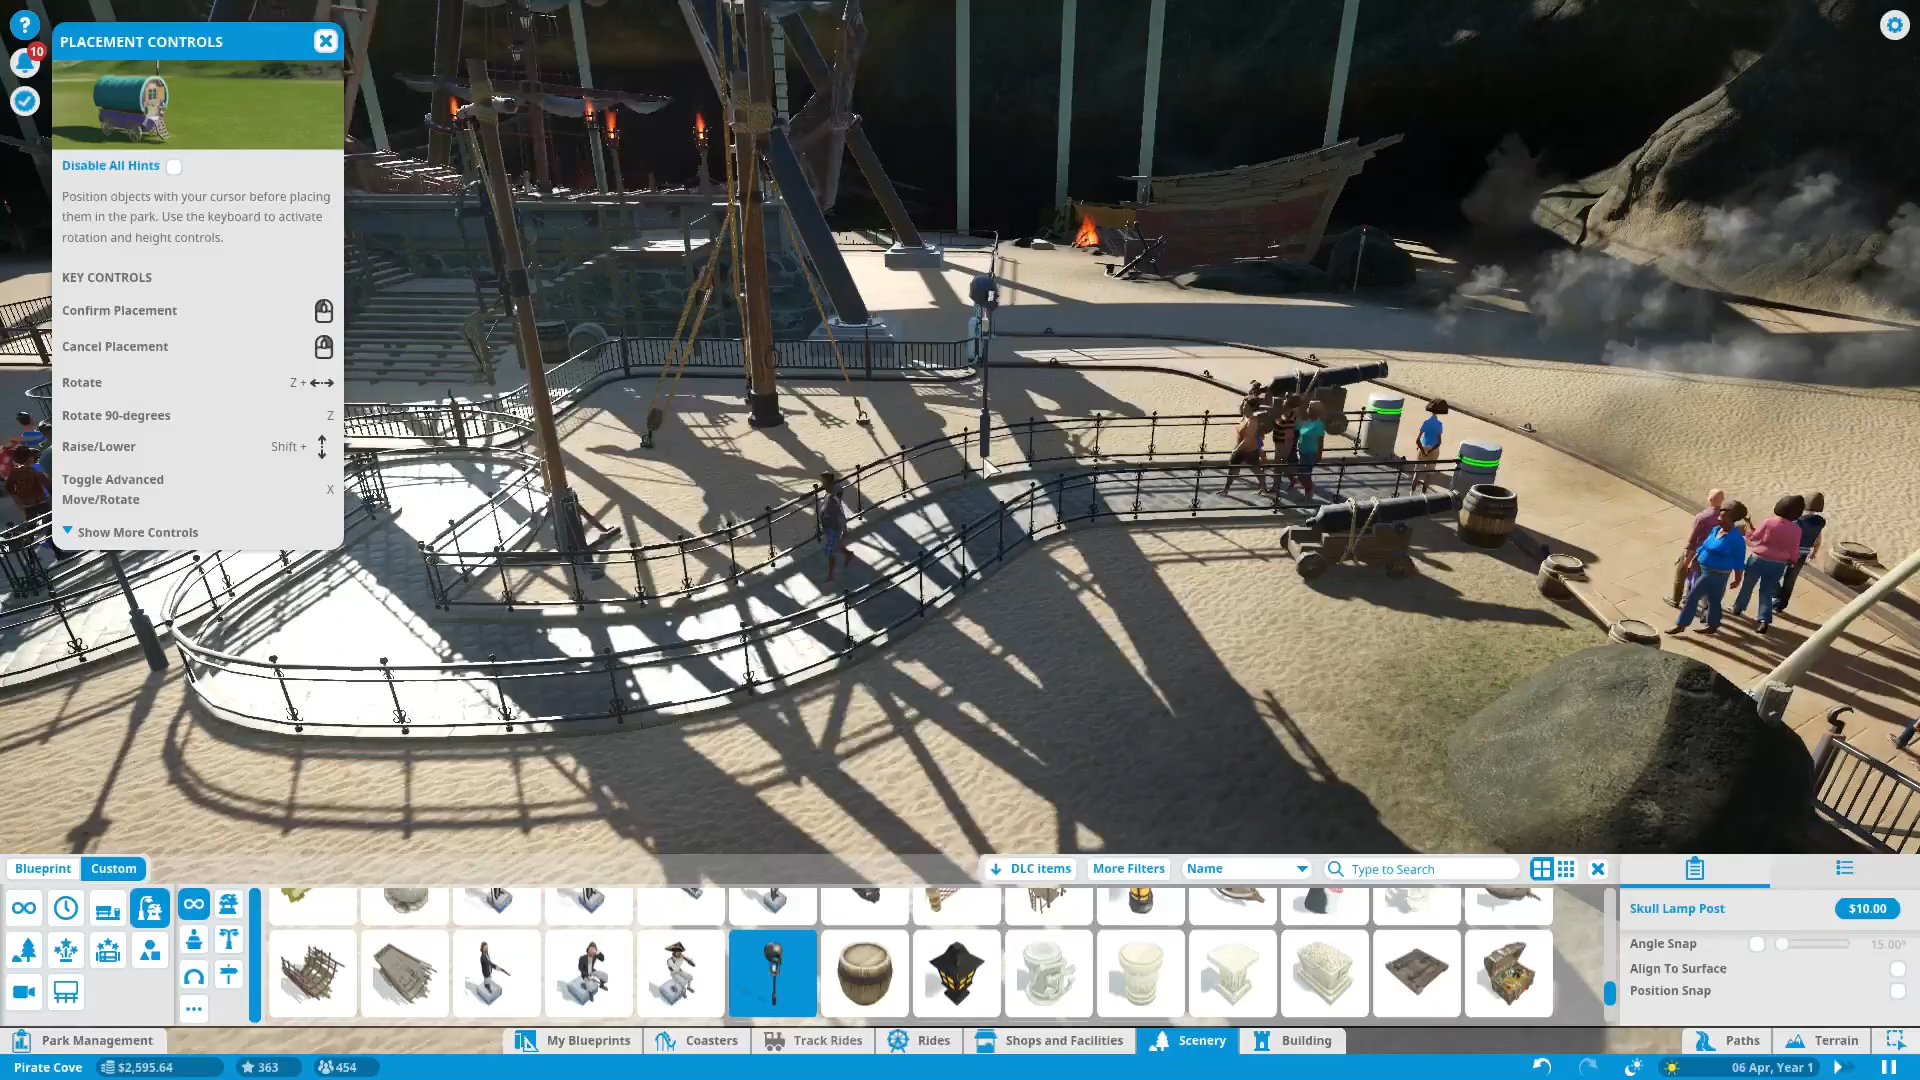 10
PLACEMENT CONTROLS
Disable All Hints
Position objects with your cursor before placing
them in the park. Use the keyboard to activate
rotation and height controls.
KEY CONTROLS
Confirm Placement
Cancel Placement
Rotate Z +
Rotate 90-degrees Z
Raise/Lower Shift +
Toggle Advanced
Move/Rotate X
Show More Controls
Blueprint Custom
DLC items More Filters Name Type to Search
Skull Lamp Post $10.00
Angle Snap 15.00°
Align To Surface
Position Snap
Park Management My Blueprints Coasters Track Rides Rides Shops and Facilities Scenery Building Paths Terrain
Pirate Cove $2,595.64 363 454 06 Apr, Year 1